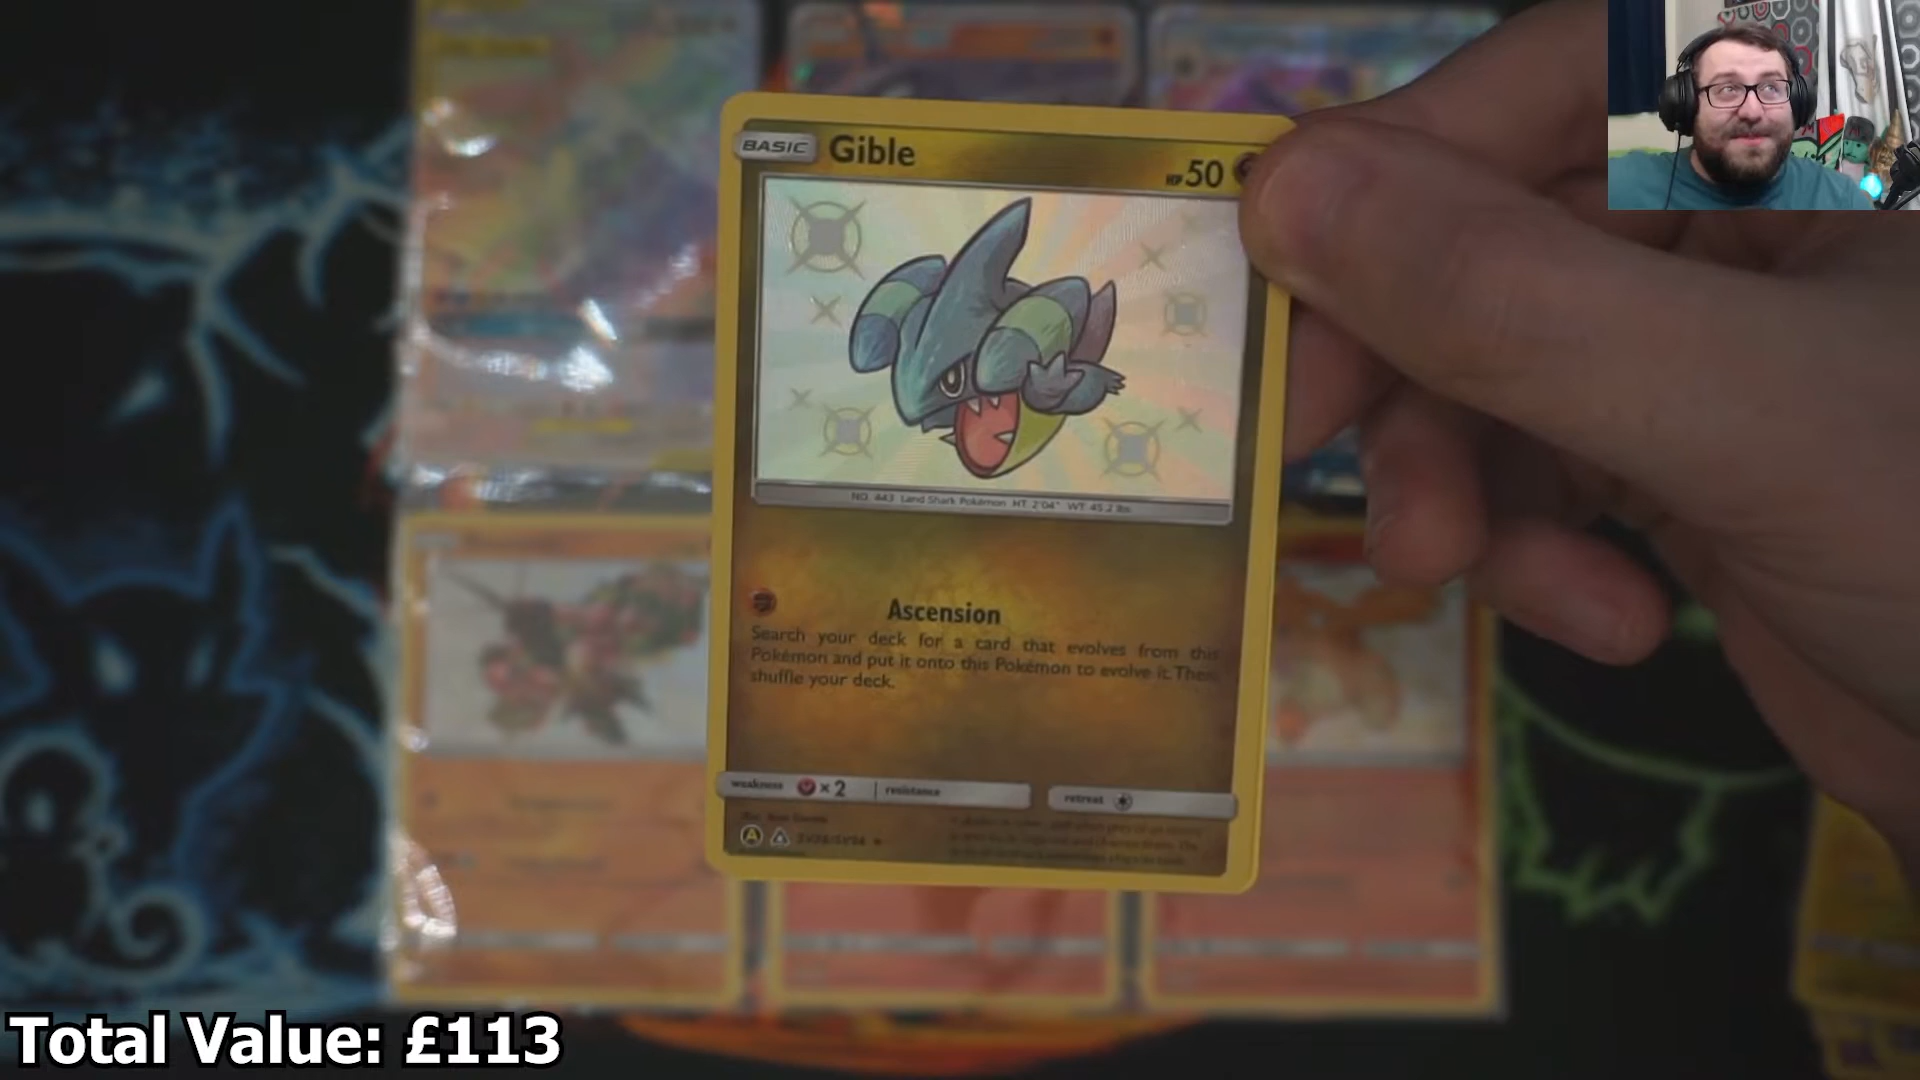 BASIC Gible HP 50
NO. 443 Land Shark Pokémon HT: 2'04" WT: 45.2 lbs.
Ascension
Search your deck for a card that evolves from this
Pokémon and put it onto this Pokémon to evolve it. Then
shuffle your deck.
weakness × 2 resistance retreat
A
Total Value: £113